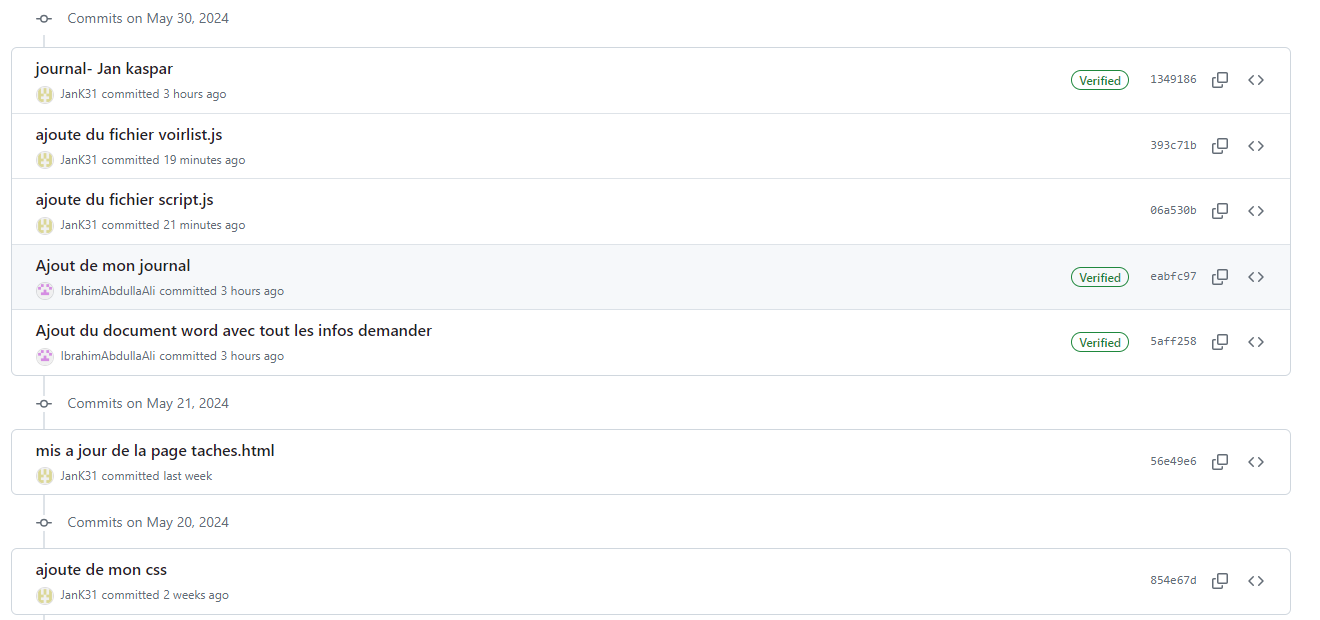 Commits on May 30, 2024
journal- Jan kaspar
JanK31 committed 3 hours ago
Verified
1349186
ajoute du fichier voirlist.js
JanK31 committed 19 minutes ago
393c71b
ajoute du fichier script.js
JanK31 committed 21 minutes ago
06a530b
Ajout de mon journal
IbrahimAbdullaAli committed 3 hours ago
Verified
eabfc97
Ajout du document word avec tout les infos demander
IbrahimAbdullaAli committed 3 hours ago
Verified
5aff258
Commits on May 21, 2024
mis a jour de la page taches.html
JanK31 committed last week
56e49e6
Commits on May 20, 2024
ajoute de mon css
JanK31 committed 2 weeks ago
854e67d